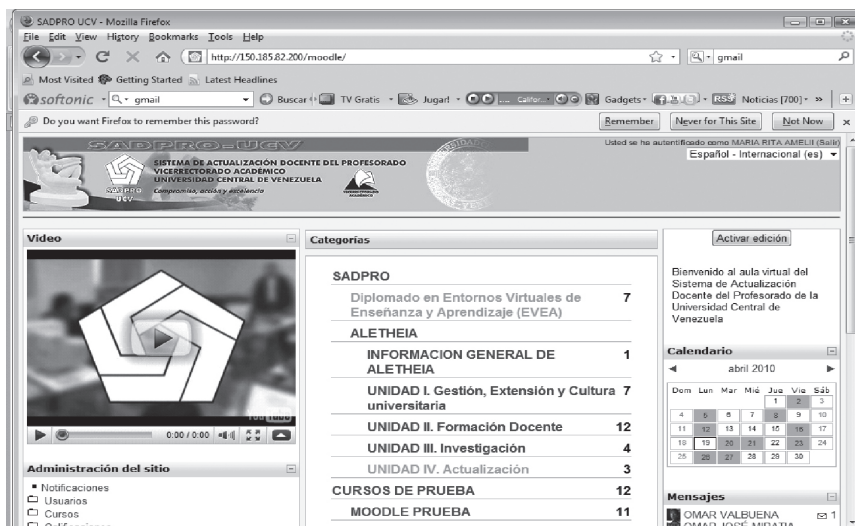 SADPRO UCV - Mozilla Firefox
File Edit View History Bookmarks Tools Help
http://150.185.82.200/moodle/
gmail
Most Visited Getting Started Latest Headlines
softonic gmail Buscar TV Gratis Jugar! Califor... Gadgets RSS Noticias [700]
Do you want Firefox to remember this password? Remember Never for This Site Not Now
SADPRO-UCV
Usted se ha autentificado como MARIA RITA AMELII (Salir)
Español - Internacional (es)
SISTEMA DE ACTUALIZACIÓN DOCENTE DEL PROFESORADO
VICERRECTORADO ACADÉMICO
UNIVERSIDAD CENTRAL DE VENEZUELA
Compromiso, acción y excelencia
SADPRO
UCV
Video
0:00 / 0:00
Administración del sitio
Notificaciones
Usuarios
Cursos
Categorías
SADPRO
Diplomado en Entornos Virtuales de 7
Enseñanza y Aprendizaje (EVEA)
ALETHEIA
INFORMACION GENERAL DE 1
ALETHEIA
UNIDAD I. Gestión, Extensión y Cultura 7
universitaria
UNIDAD II. Formación Docente 12
UNIDAD III. Investigación 4
UNIDAD IV. Actualización 3
CURSOS DE PRUEBA 12
MOODLE PRUEBA 11
Activar edición
Bienvenido al aula virtual del
Sistema de Actualización
Docente del Profesorado de la
Universidad Central de
Venezuela
Calendario
abril 2010
Dom Lun Mar Mié Jue Vie Sáb
1 2 3
4 5 6 7 8 9 10
11 12 13 14 15 16 17
18 19 20 21 22 23 24
25 26 27 28 29 30
Mensajes
OMAR VALBUENA 1